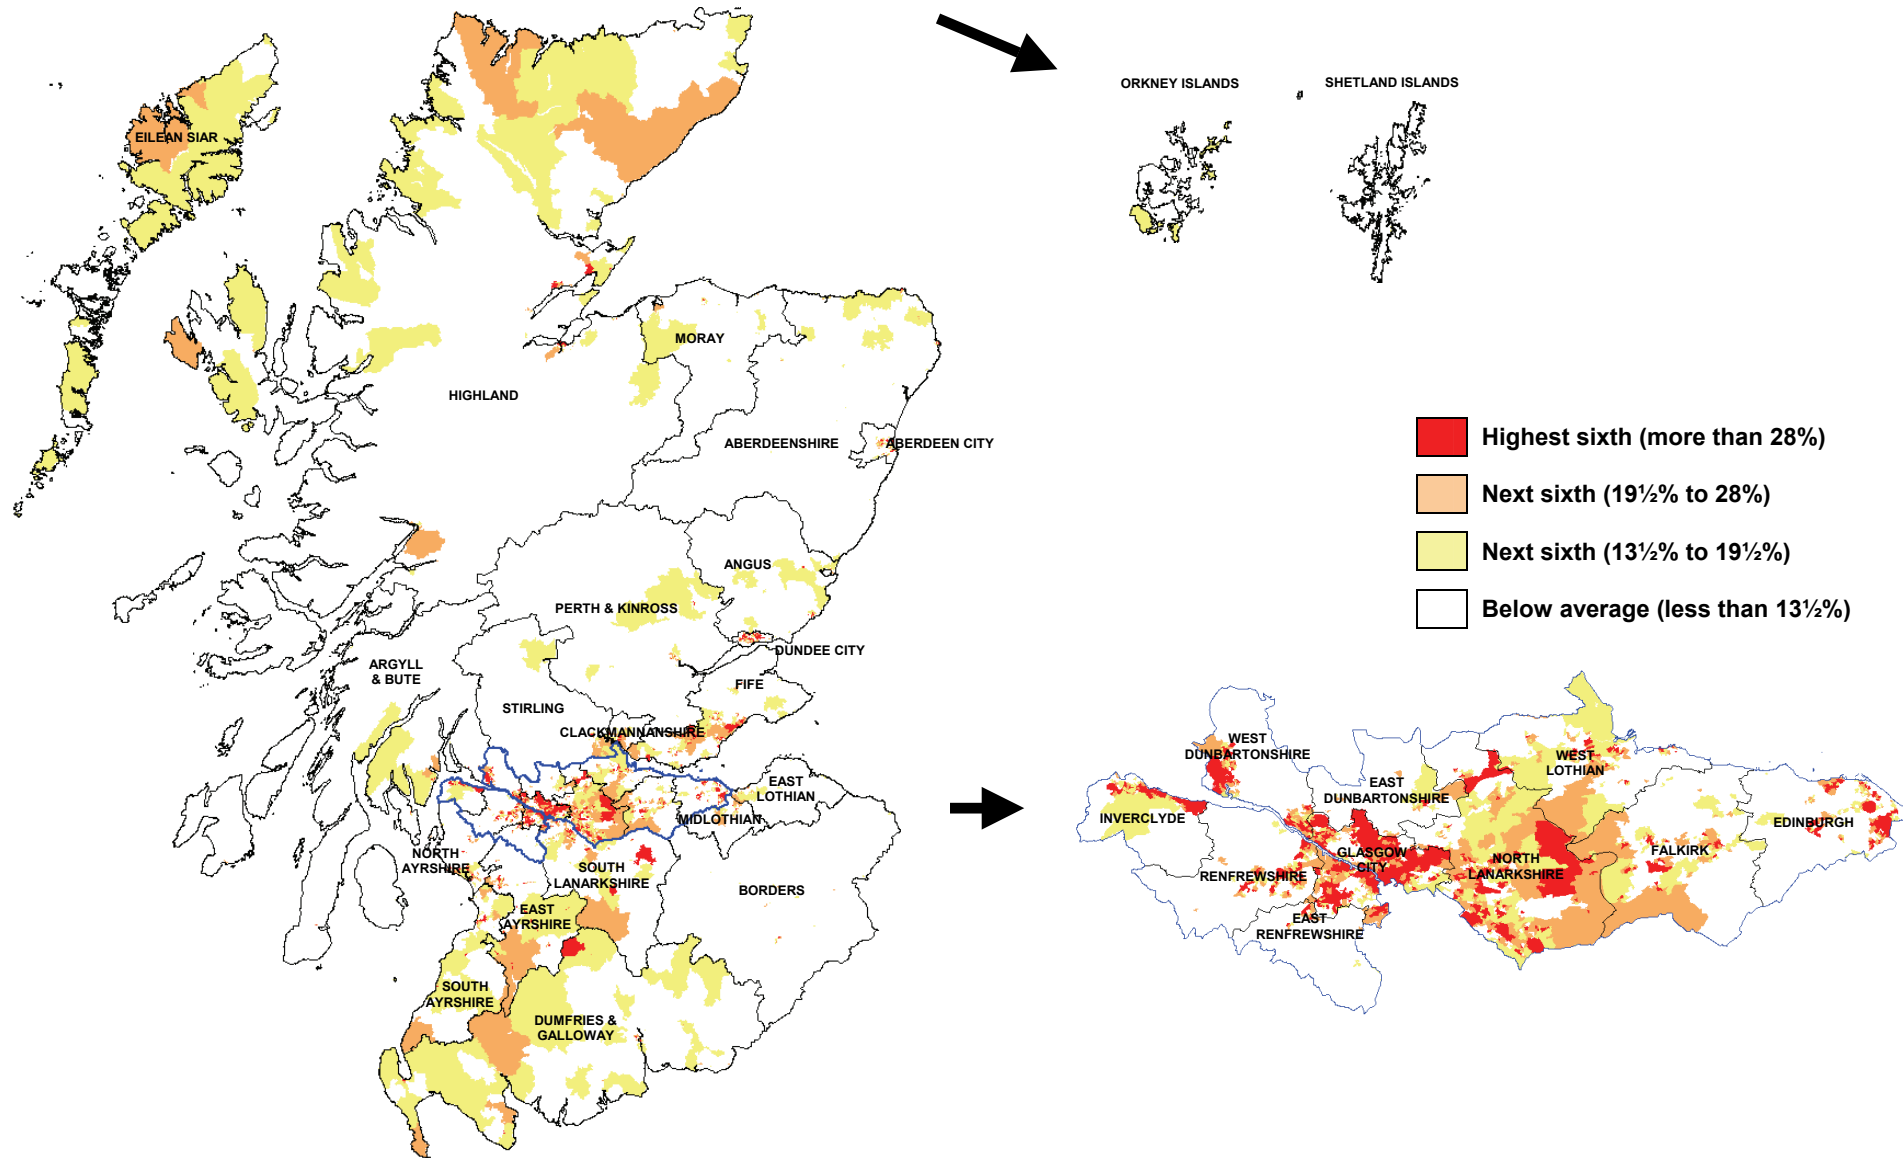 ORKNEY ISLANDS
SHETLAND ISLANDS
EILEAN SIAR
MORAY
HIGHLAND
ABERDEENSHIRE
ABERDEEN CITY
Highest sixth (more than 28%)
Next sixth (19½% to 28%)
Next sixth (13½% to 19½%)
Below average (less than 13½%)
ANGUS
PERTH & KINROSS
DUNDEE CITY
ARGYLL
& BUTE
FIFE
STIRLING
CLACKMANNANSHIRE
EAST
LOTHIAN
MIDLOTHIAN
NORTH
AYRSHIRE
SOUTH
LANARKSHIRE
BORDERS
EAST
AYRSHIRE
SOUTH
AYRSHIRE
DUMFRIES &
GALLOWAY
WEST
DUNBARTONSHIRE
WEST
LOTHIAN
EAST
DUNBARTONSHIRE
INVERCLYDE
EDINBURGH
GLASGOW
CITY
NORTH
LANARKSHIRE
FALKIRK
RENFREWSHIRE
EAST
RENFREWSHIRE